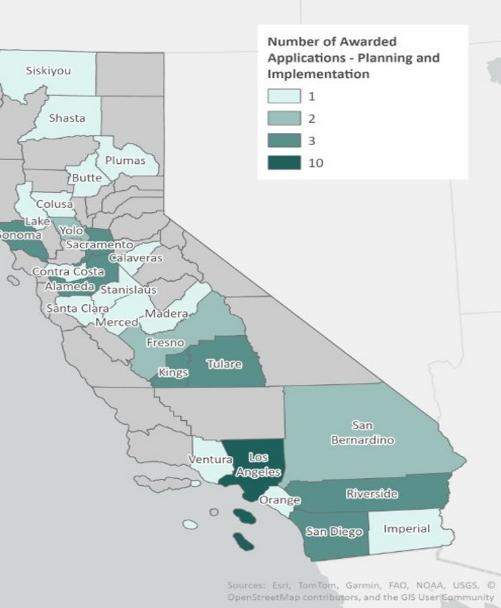 Number of Awarded
Applications - Planning and
Implementation
1
2
3
10
Siskiyou
Shasta
Plumas
Butte
Colusa
Lake
Sonoma
Yolo
Sacramento
Calaveras
Contra Costa
Alameda
Stanislaus
Santa Clara
Merced
Madera
Fresno
Kings
Tulare
San
Bernardino
Ventura
Los
Angeles
Orange
Riverside
San Diego
Imperial
Sources: Esri, TomTom, Garmin, FAO, NOAA, USGS, ©
OpenStreetMap contributors, and the GIS User Community